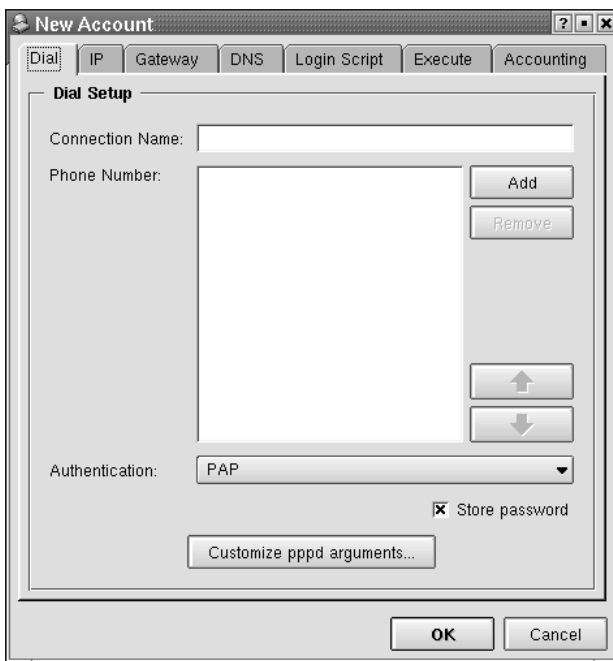 New Account
Dial IP Gateway DNS Login Script Execute Accounting
Dial Setup
Connection Name:
Phone Number:
Add
Remove
Authentication: PAP
Store password
Customize pppd arguments...
OK Cancel